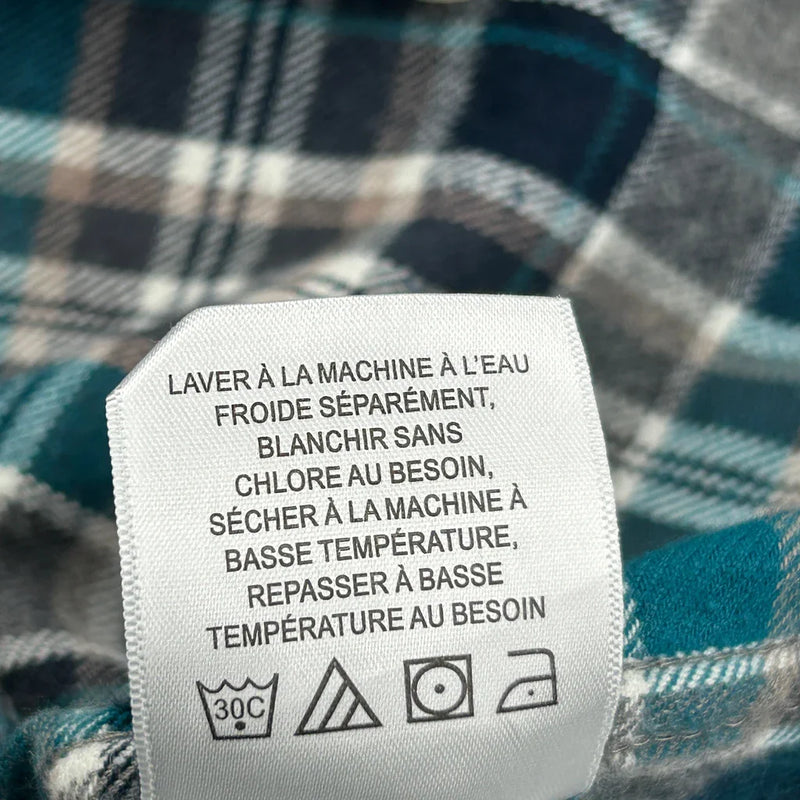 LAVER À LA MACHINE À L'EAU
FROIDE SÉPARÉMENT,
BLANCHIR SANS
CHLORE AU BESOIN,
SÉCHER À LA MACHINE À
BASSE TEMPÉRATURE,
REPASSER À BASSE
TEMPÉRATURE AU BESOIN
30C